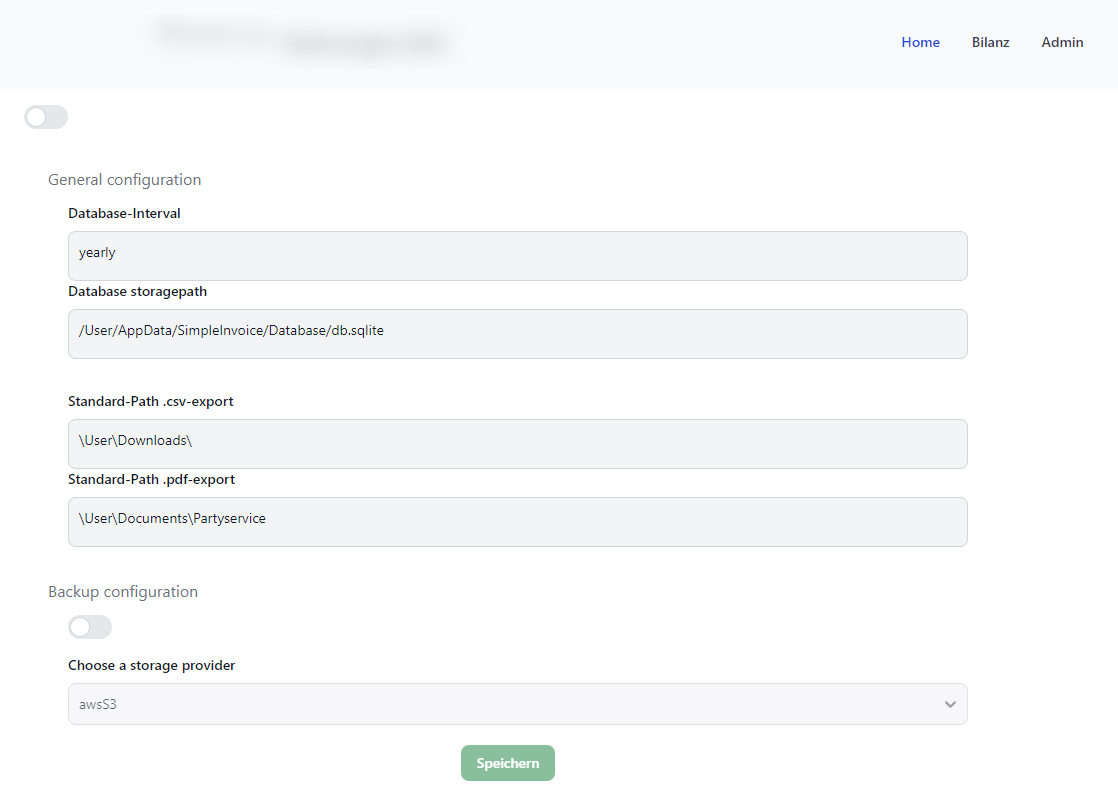 Home Bilanz Admin
General configuration
Database-Interval
yearly
Database storagepath
/User/AppData/SimpleInvoice/Database/db.sqlite
Standard-Path .csv-export
\User\Downloads\
Standard-Path .pdf-export
\User\Documents\Partyservice
Backup configuration
Choose a storage provider
awsS3
Speichern